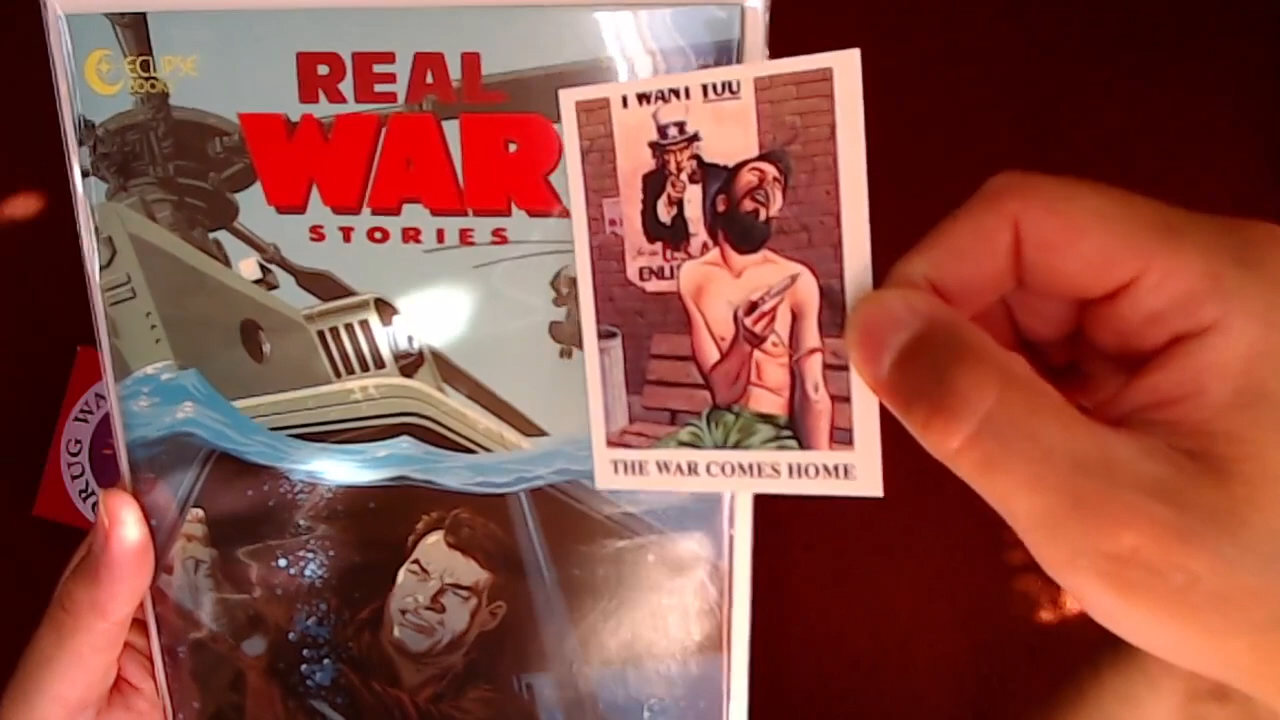 ECLIPSE
BOOKS
REAL
WAR
STORIES
I WANT YOU
U.S.A
ENLI
THE WAR COMES HOME
RUG WA